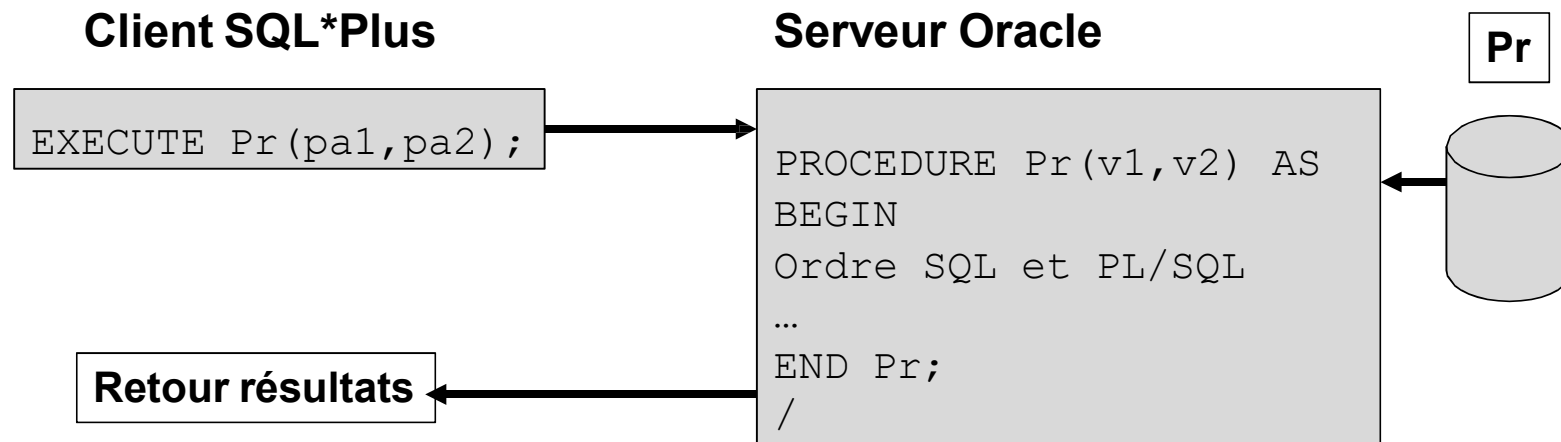 Client SQL*Plus
Serveur Oracle
Pr
EXECUTE Pr(pa1,pa2);
PROCEDURE Pr(v1,v2) AS
BEGIN
Ordre SQL et PL/SQL
…
END Pr;
/
Retour résultats